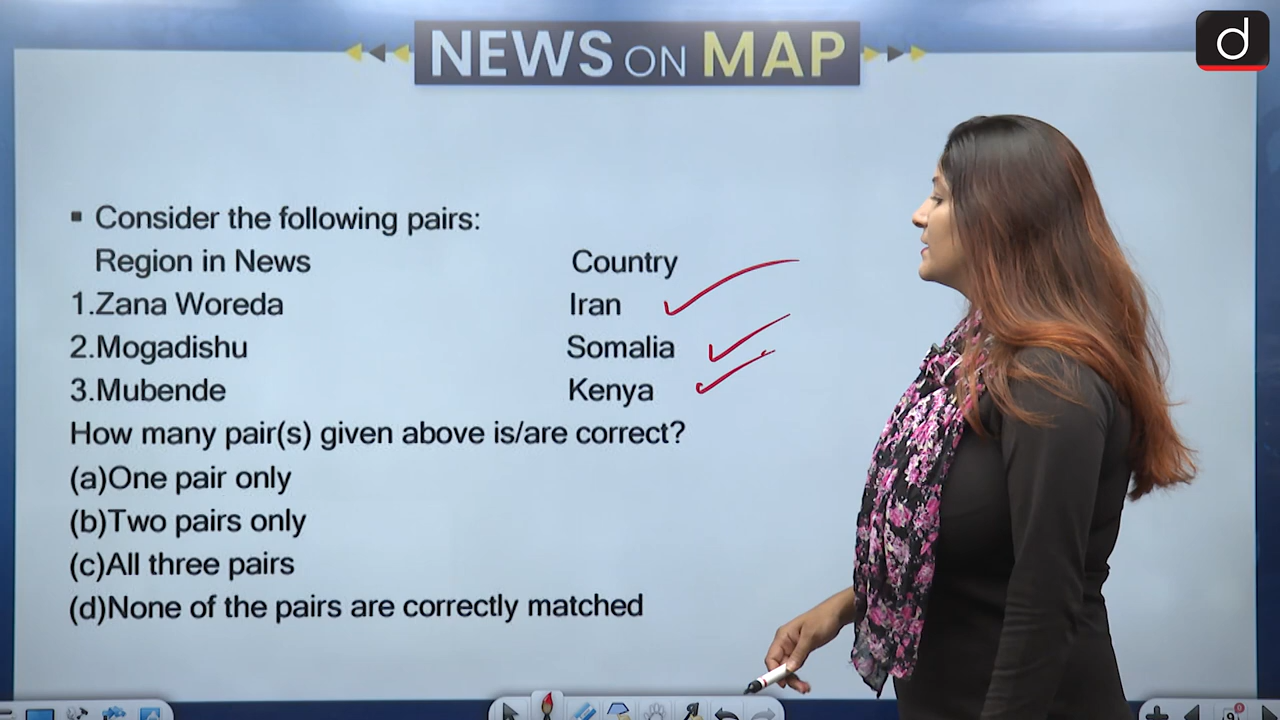 NEWS ON MAP
d
▪ Consider the following pairs:
Region in News Country
1.Zana Woreda Iran
2.Mogadishu Somalia
3.Mubende Kenya
How many pair(s) given above is/are correct?
(a)One pair only
(b)Two pairs only
(c)All three pairs
(d)None of the pairs are correctly matched